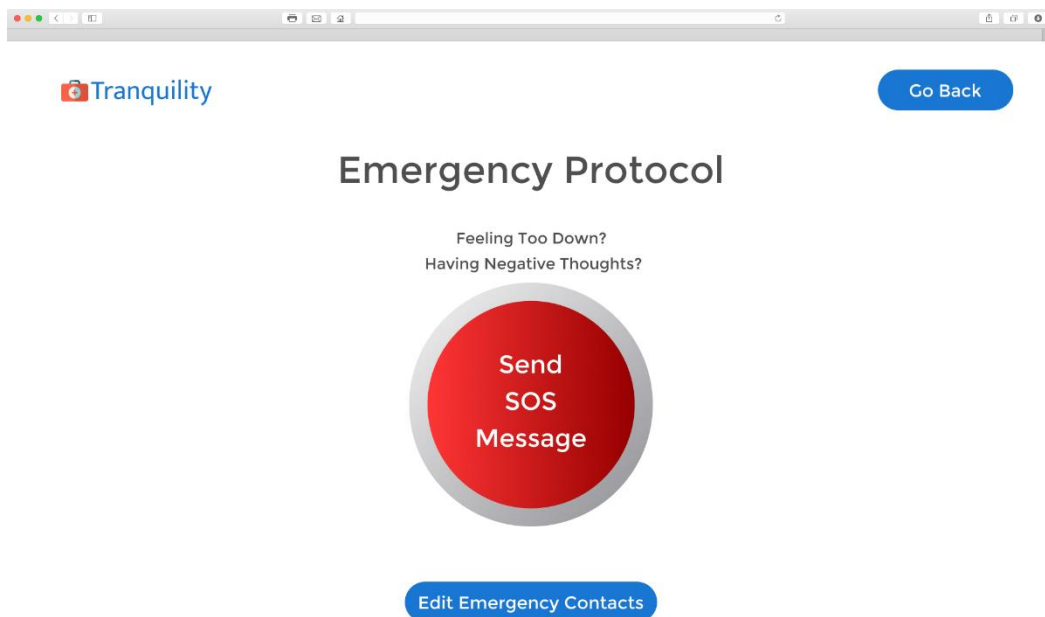 Tranquility
Go Back
Emergency Protocol
Feeling Too Down?
Having Negative Thoughts?
Send
SOS
Message
Edit Emergency Contacts